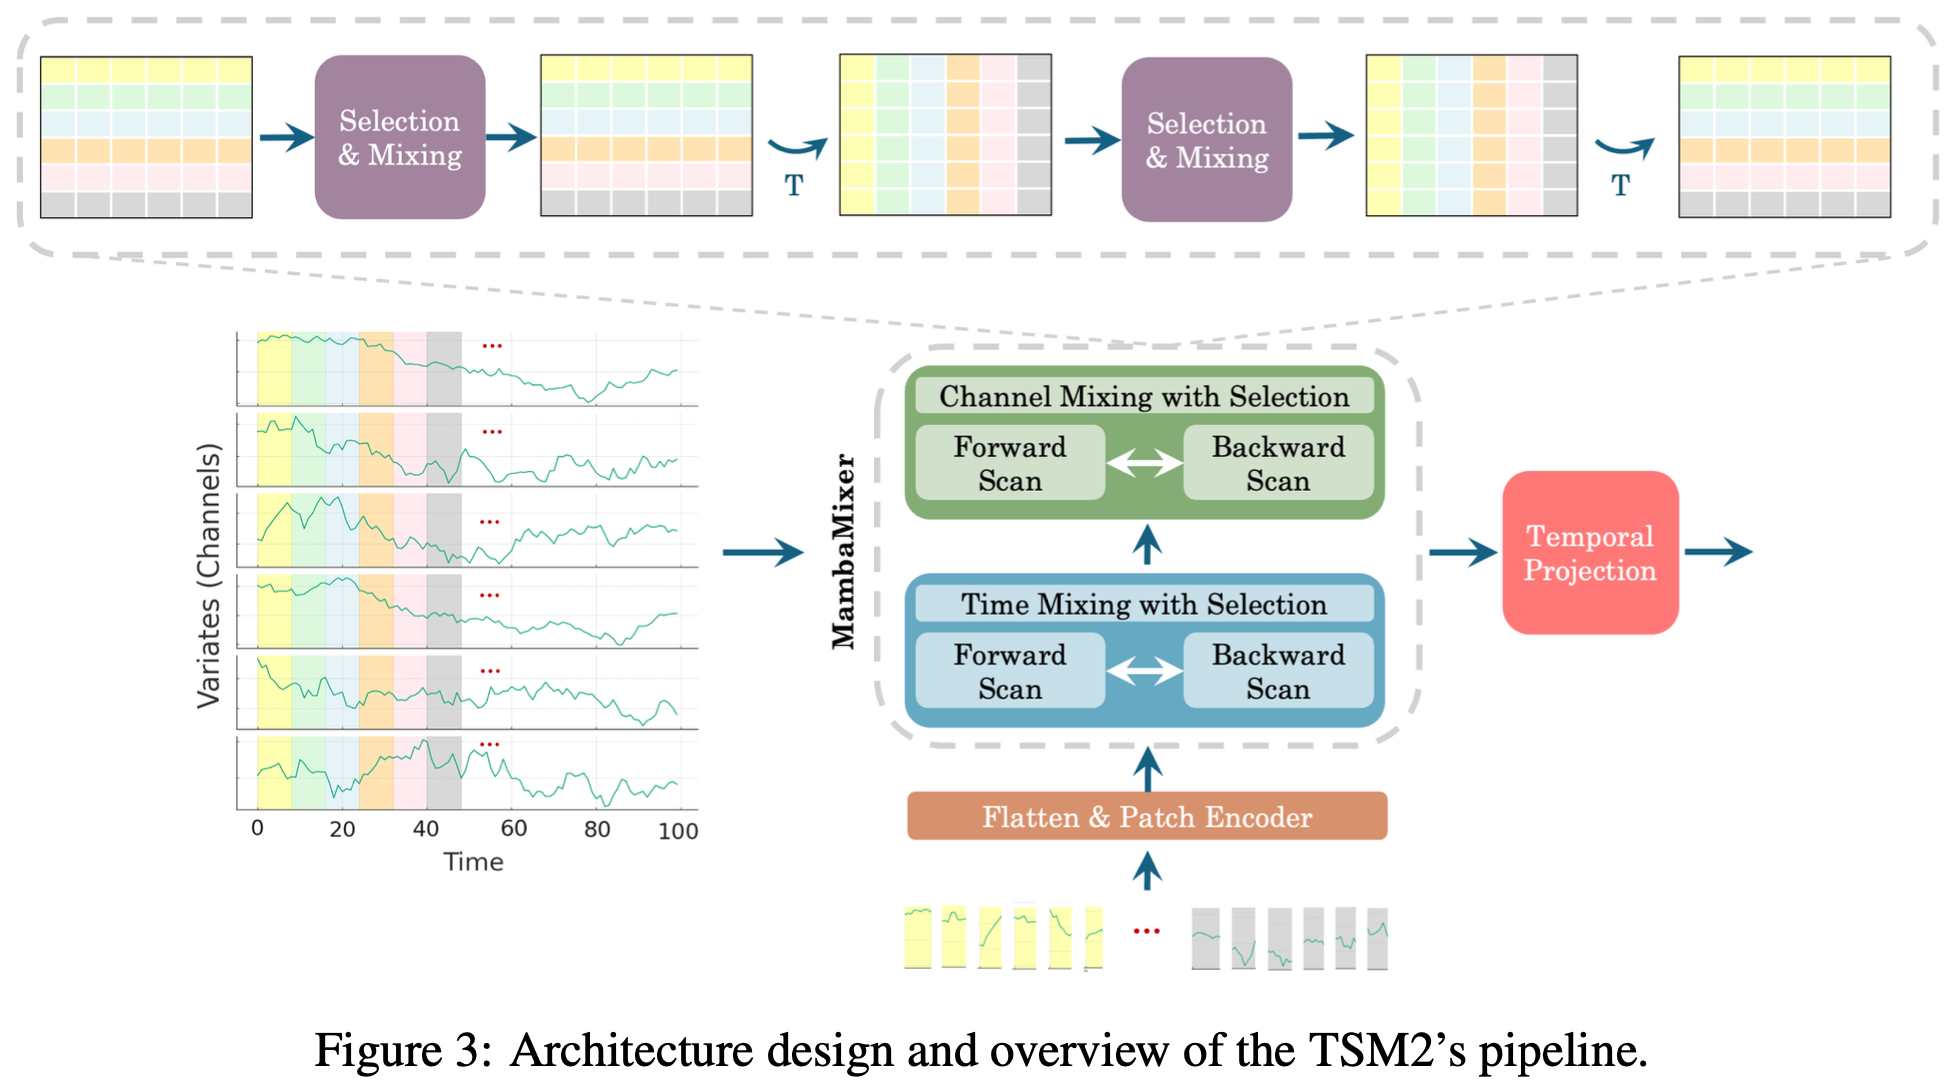 Selection
& Mixing
T
Selection
& Mixing
T
Variates (Channels)
0 20 40 60 80 100
Time
MambaMixer
Channel Mixing with Selection
Forward
Scan
Backward
Scan
Time Mixing with Selection
Forward
Scan
Backward
Scan
Flatten & Patch Encoder
Temporal
Projection
Figure 3: Architecture design and overview of the TSM2's pipeline.